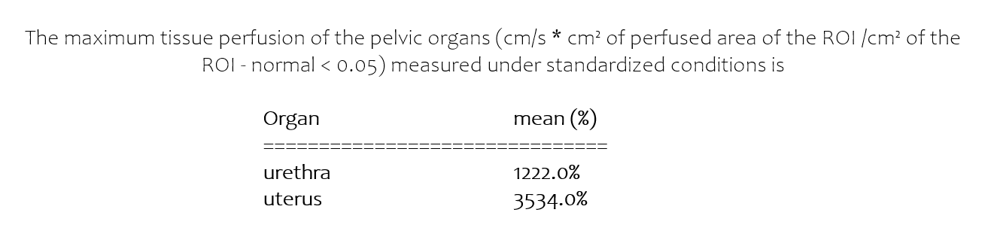 The maximum tissue perfusion of the pelvic organs (cm/s * cm² of perfused area of the ROI /cm² of the
ROI - normal < 0.05) measured under standardized conditions is
Organ mean (%)
===============================
urethra 1222.0%
uterus 3534.0%